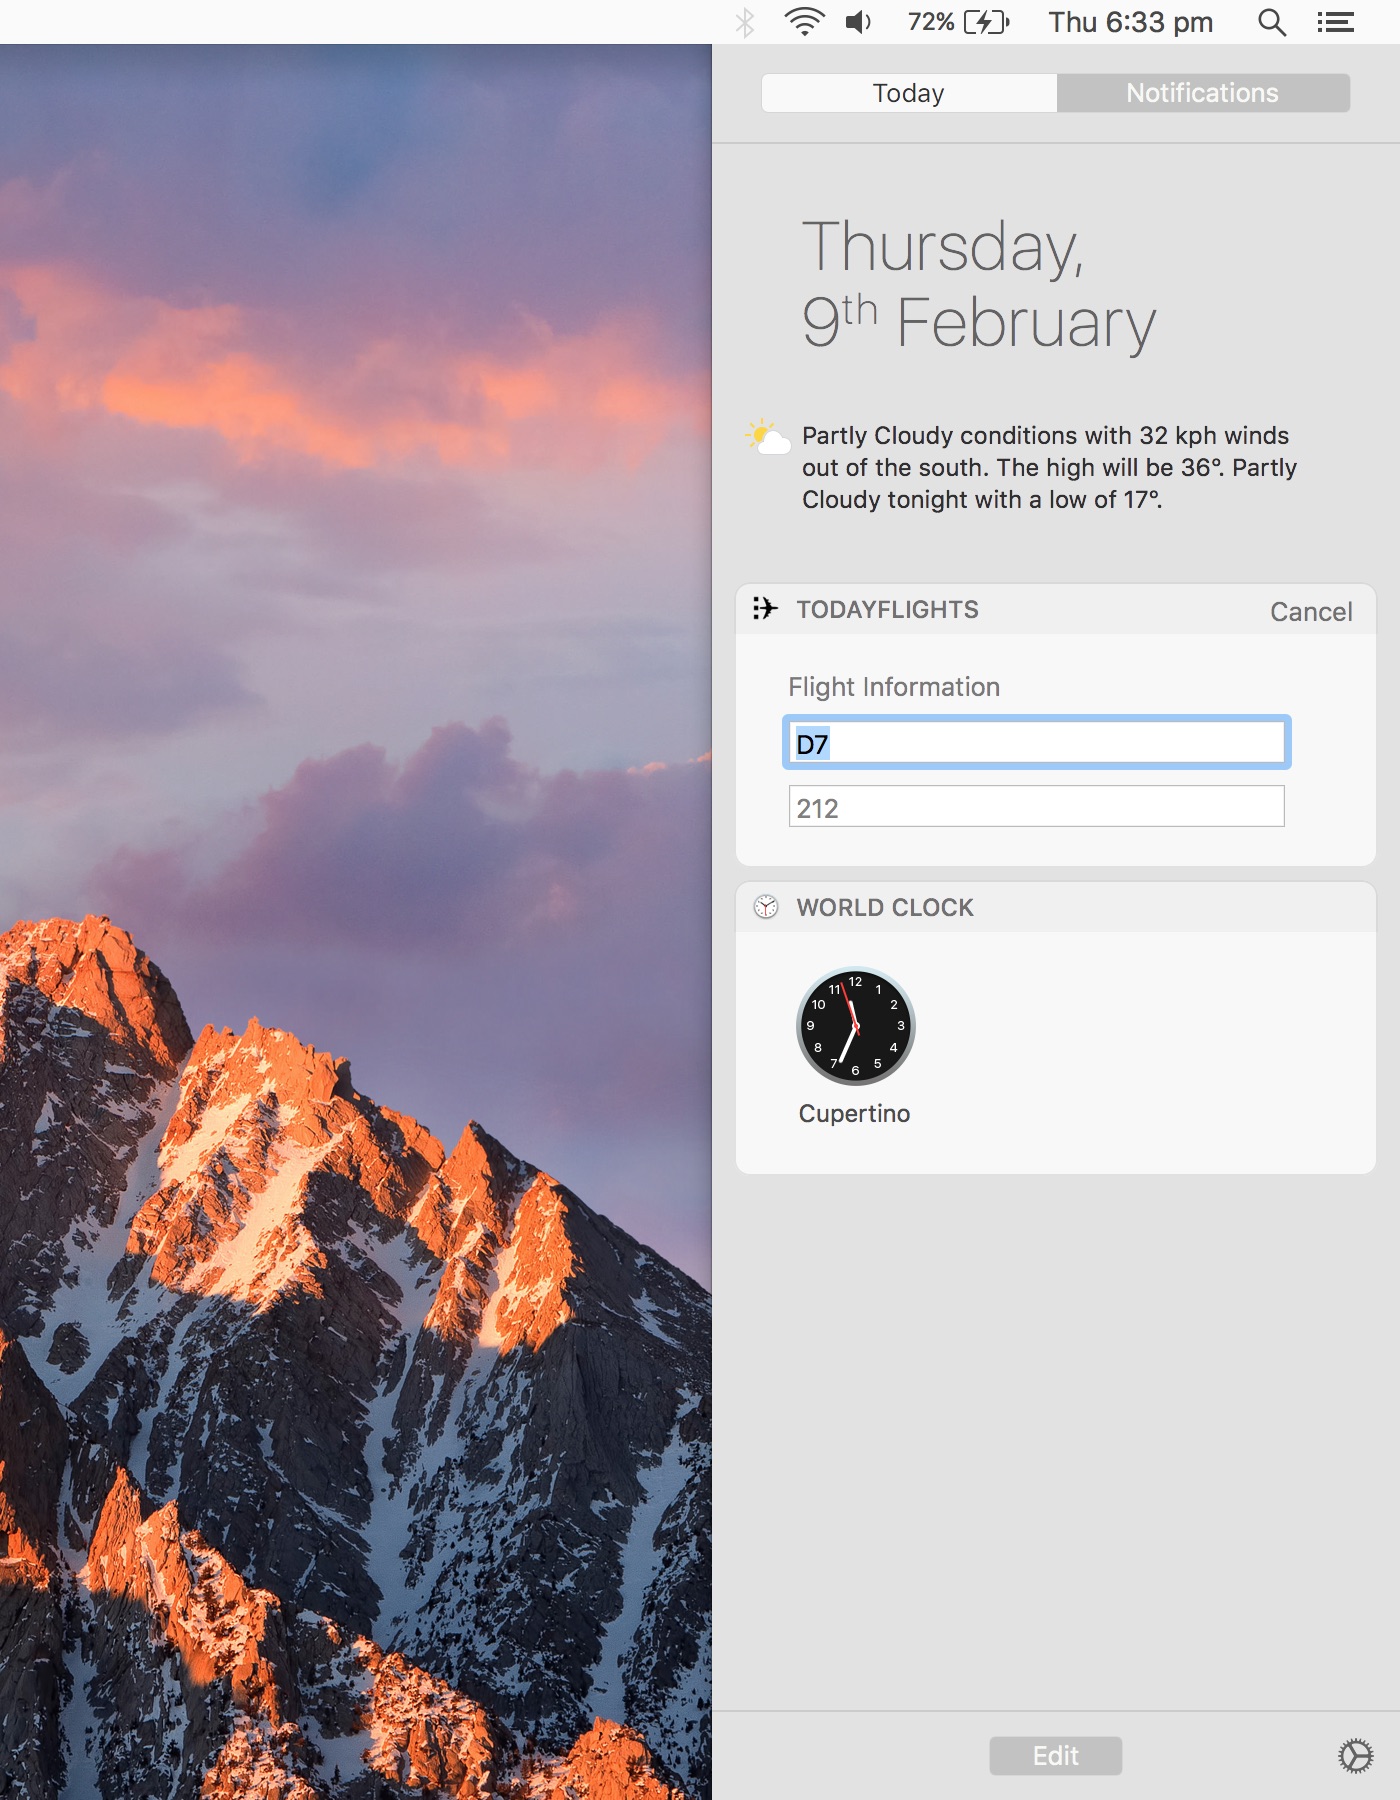 72% Thu 6:33 pm
Today Notifications
Thursday,
9th February
Partly Cloudy conditions with 32 kph winds
out of the south. The high will be 36°. Partly
Cloudy tonight with a low of 17°.
TODAYFLIGHTS Cancel
Flight Information
D7
212
WORLD CLOCK
12
11 1
10 2
9 3
8 4
7 5
6
Cupertino
Edit